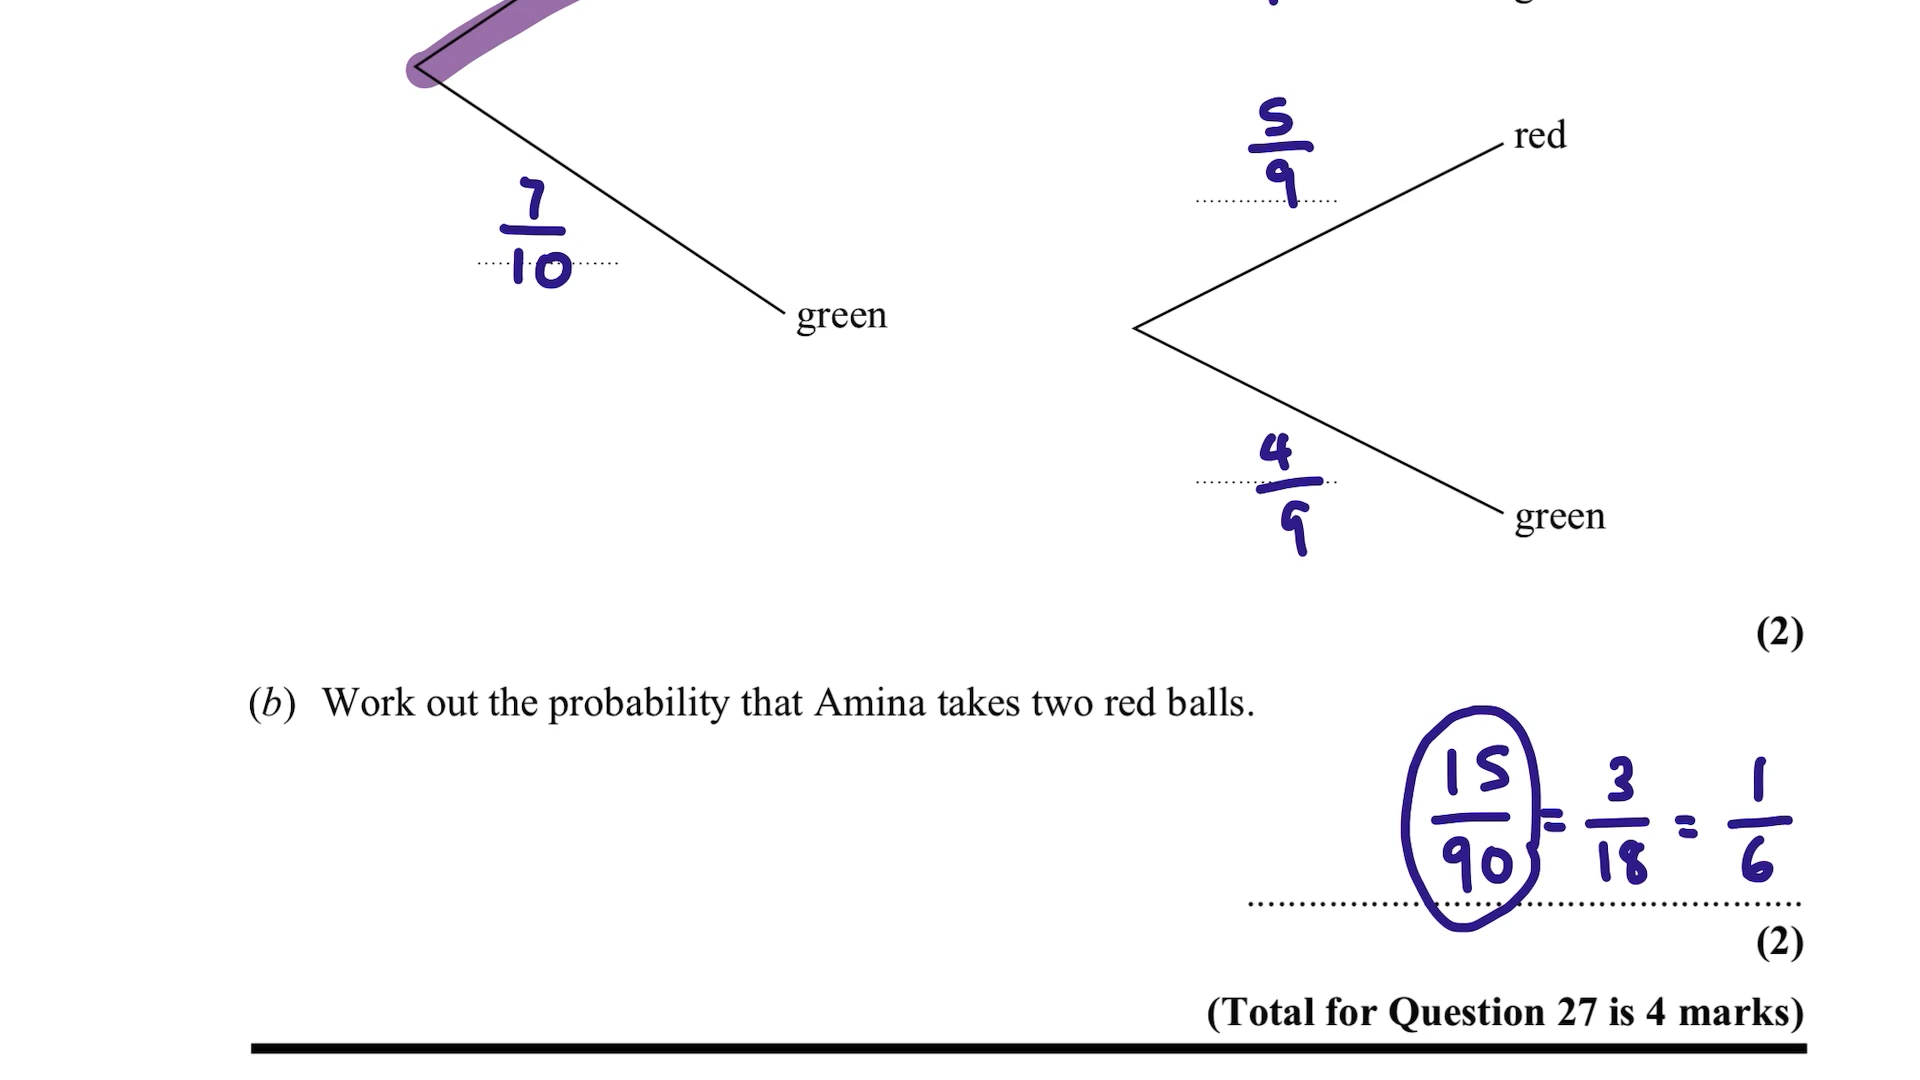 5
9
red
7
10
green
4
9
green
(2)
(b) Work out the probability that Amina takes two red balls.
15/90 = 3/18 = 1/6
(2)
(Total for Question 27 is 4 marks)